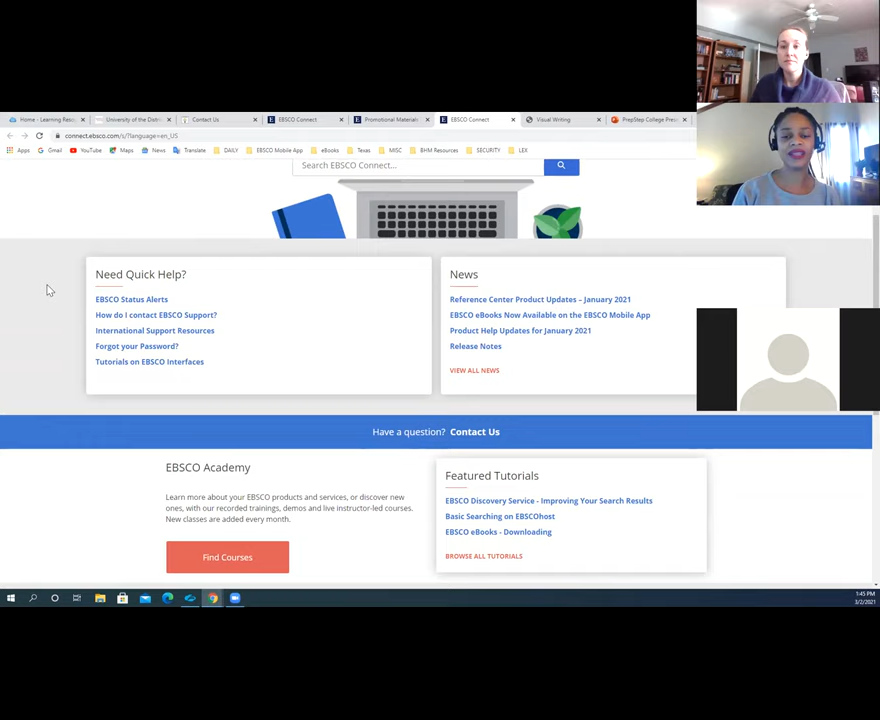 Home - Learning Reso
University of the Distri
Contact Us
EBSCO Connect
Promotional Materials
EBSCO Connect
Visual Writing
PrepStep College Prev
connect.ebsco.com/s/?language=en_US
Apps
Gmail
YouTube
Maps
News
Translate
DAILY
EBSCO Mobile App
eBooks
Texas
MISC
BHM Resources
SECURITY
LEX
Search EBSCO Connect...
Need Quick Help?
EBSCO Status Alerts
How do I contact EBSCO Support?
International Support Resources
Forgot your Password?
Tutorials on EBSCO Interfaces
News
Reference Center Product Updates – January 2021
EBSCO eBooks Now Available on the EBSCO Mobile App
Product Help Updates for January 2021
Release Notes
VIEW ALL NEWS
Have a question? Contact Us
EBSCO Academy
Learn more about your EBSCO products and services, or discover new
ones, with our recorded trainings, demos and live instructor-led courses.
New classes are added every month.
Find Courses
Featured Tutorials
EBSCO Discovery Service - Improving Your Search Results
Basic Searching on EBSCOhost
EBSCO eBooks - Downloading
BROWSE ALL TUTORIALS
1:45 PM
3/2/2021